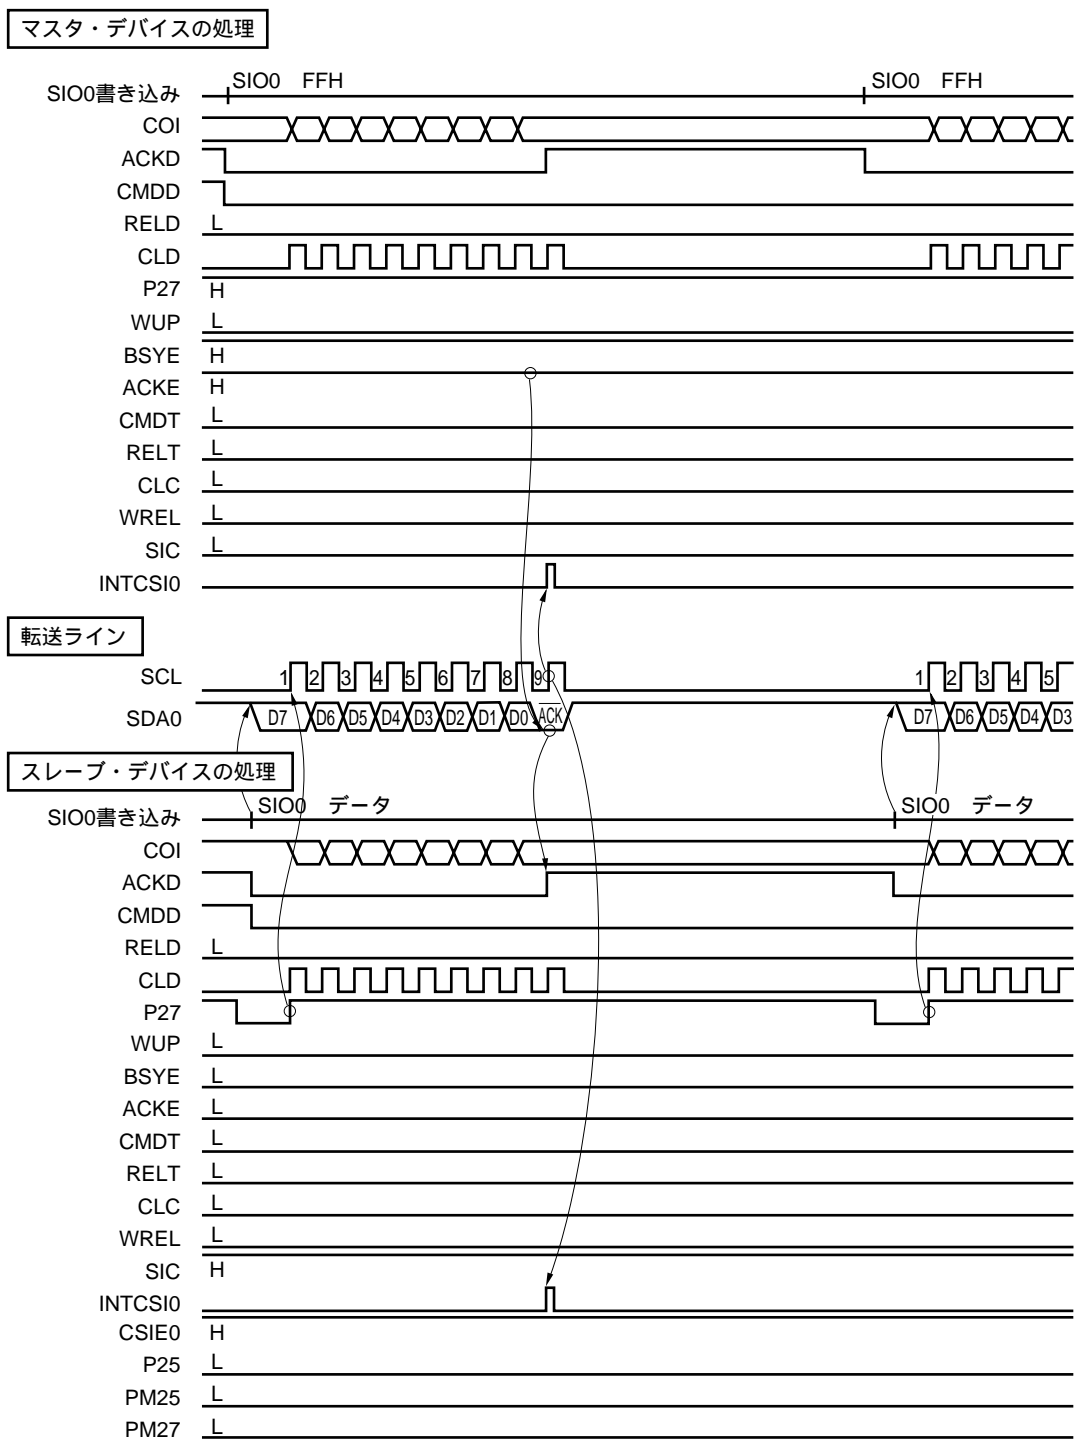 マスタ・デバイスの処理
SIO0書き込み SIO0 FFH SIO0 FFH
COI
ACKD
CMDD
RELD L
CLD
P27 H
WUP L
BSYE H
ACKE H
CMDT L
RELT L
CLC L
WREL L
SIC L
INTCSI0
転送ライン
SCL 1 2 3 4 5 6 7 8 9 1 2 3 4 5
SDA0 D7 D6 D5 D4 D3 D2 D1 D0 ACK D7 D6 D5 D4 D3
スレーブ・デバイスの処理
SIO0書き込み SIO0 データ SIO0 データ
COI
ACKD
CMDD
RELD L
CLD
P27
WUP L
BSYE L
ACKE L
CMDT L
RELT L
CLC L
WREL L
SIC H
INTCSI0
CSIE0 H
P25 L
PM25 L
PM27 L